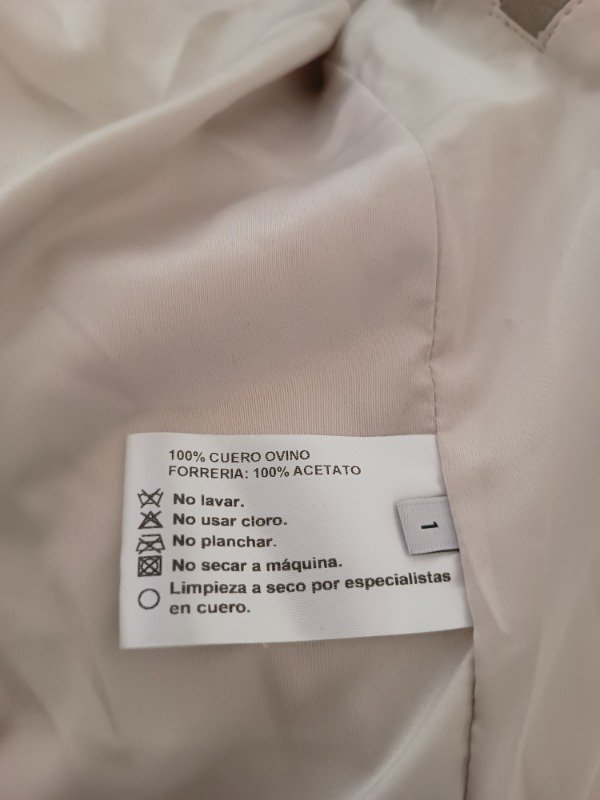 100% CUERO OVINO
FORRERIA: 100% ACETATO
No lavar.
No usar cloro.
No planchar.
No secar a máquina.
Limpieza a seco por especialistas
en cuero.
1